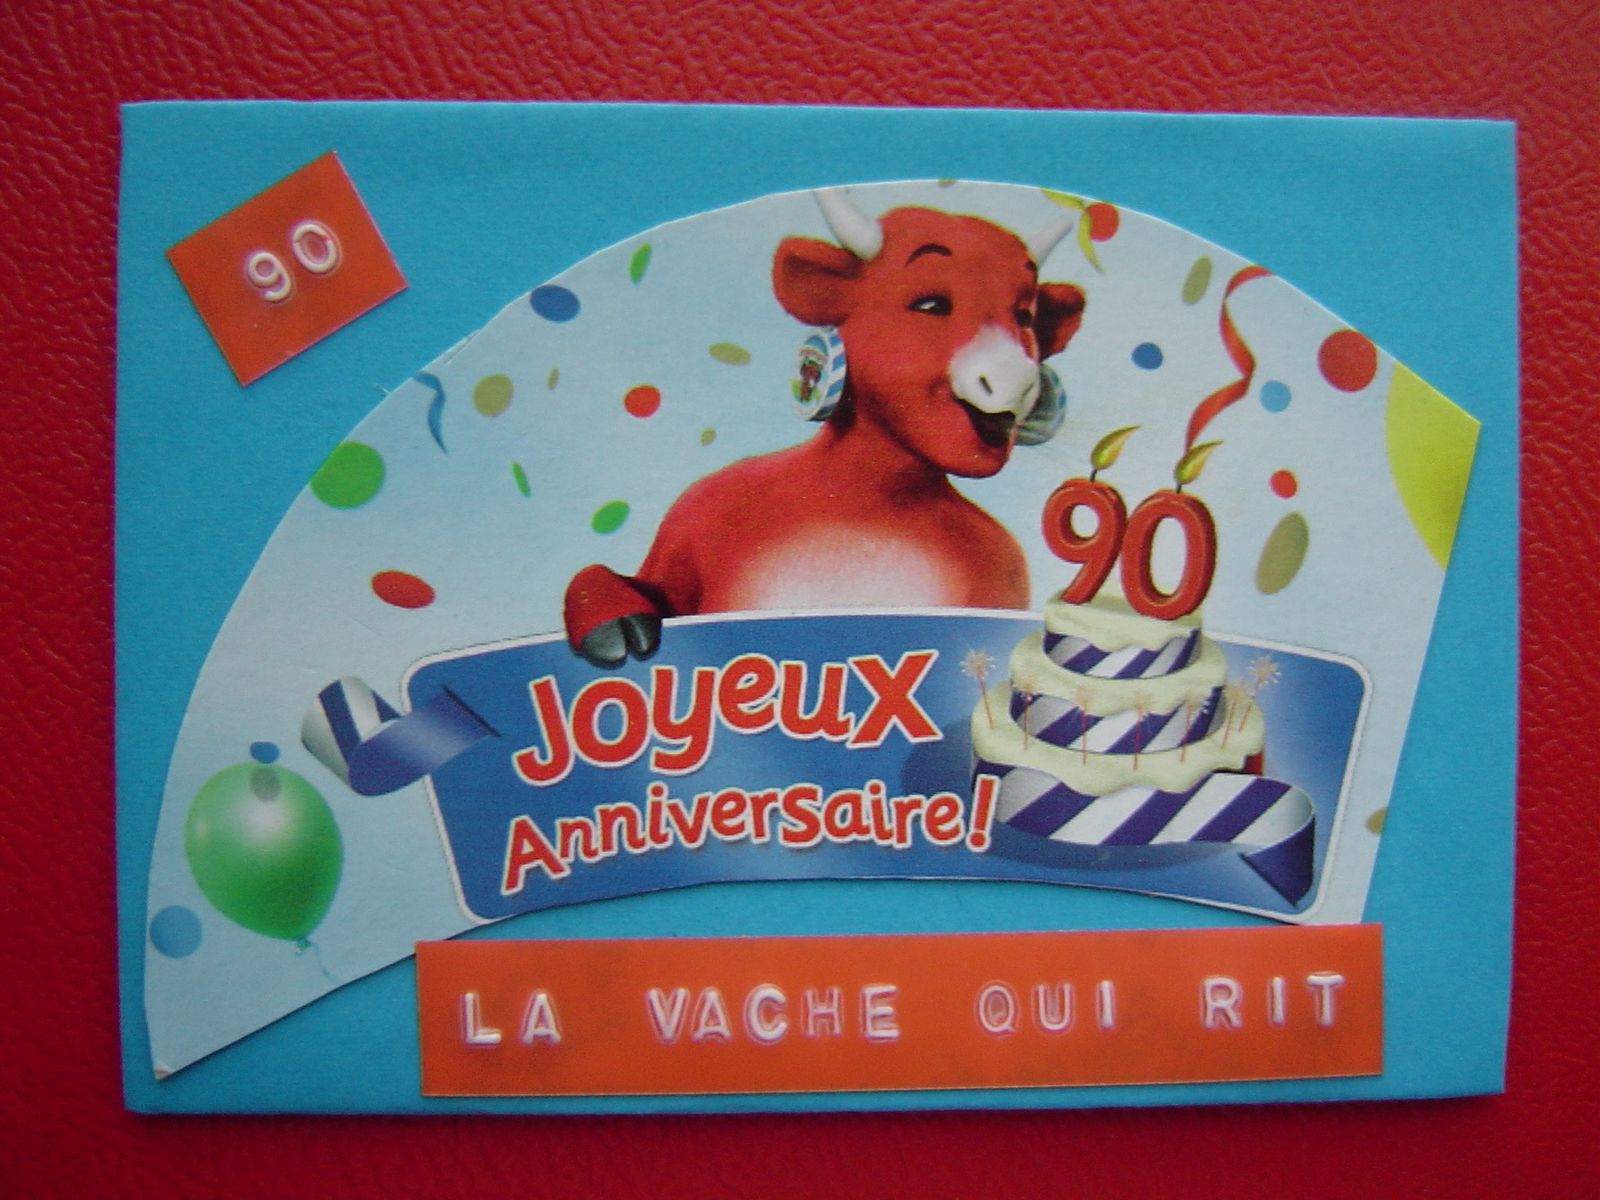 90
90
Joyeux
Anniversaire!
LA VACHE QUI RIT